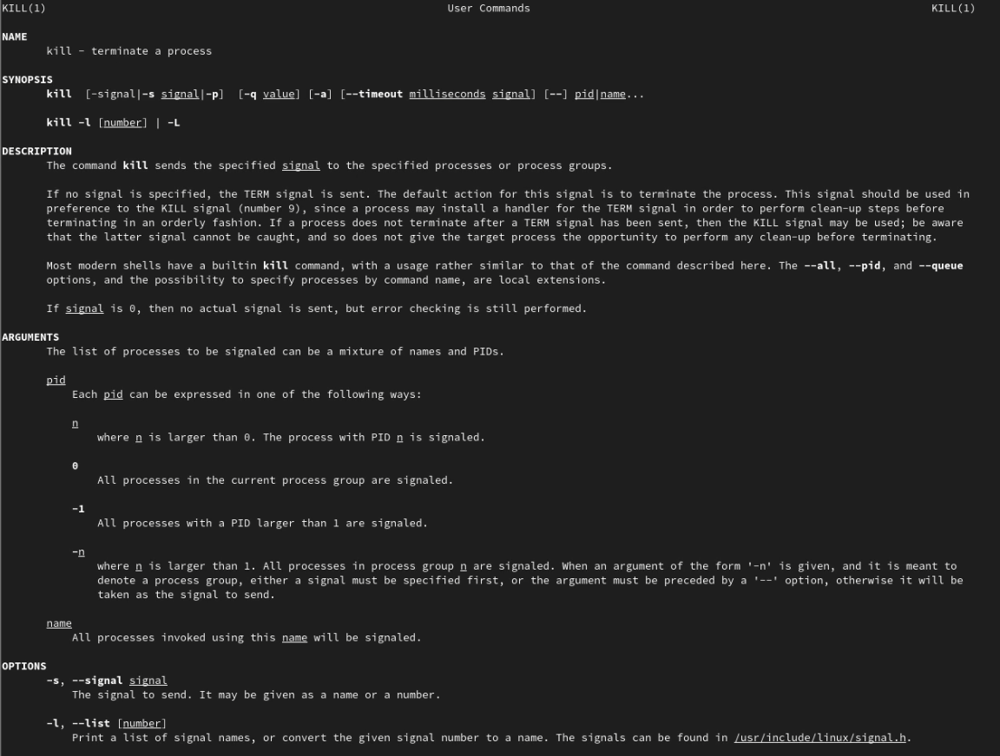 KILL(1) User Commands KILL(1)
NAME
kill - terminate a process
SYNOPSIS
kill [-signal|-s signal|-p] [-q value] [-a] [--timeout milliseconds signal] [--] pid|name...
kill -l [number] | -L
DESCRIPTION
The command kill sends the specified signal to the specified processes or process groups.
If no signal is specified, the TERM signal is sent. The default action for this signal is to terminate the process. This signal should be used in
preference to the KILL signal (number 9), since a process may install a handler for the TERM signal in order to perform clean-up steps before
terminating in an orderly fashion. If a process does not terminate after a TERM signal has been sent, then the KILL signal may be used; be aware
that the latter signal cannot be caught, and so does not give the target process the opportunity to perform any clean-up before terminating.
Most modern shells have a builtin kill command, with a usage rather similar to that of the command described here. The --all, --pid, and --queue
options, and the possibility to specify processes by command name, are local extensions.
If signal is 0, then no actual signal is sent, but error checking is still performed.
ARGUMENTS
The list of processes to be signaled can be a mixture of names and PIDs.
pid
Each pid can be expressed in one of the following ways:
n
where n is larger than 0. The process with PID n is signaled.
0
All processes in the current process group are signaled.
-1
All processes with a PID larger than 1 are signaled.
-n
where n is larger than 1. All processes in process group n are signaled. When an argument of the form '-n' is given, and it is meant to
denote a process group, either a signal must be specified first, or the argument must be preceded by a '--' option, otherwise it will be
taken as the signal to send.
name
All processes invoked using this name will be signaled.
OPTIONS
-s, --signal signal
The signal to send. It may be given as a name or a number.
-l, --list [number]
Print a list of signal names, or convert the given signal number to a name. The signals can be found in /usr/include/linux/signal.h.